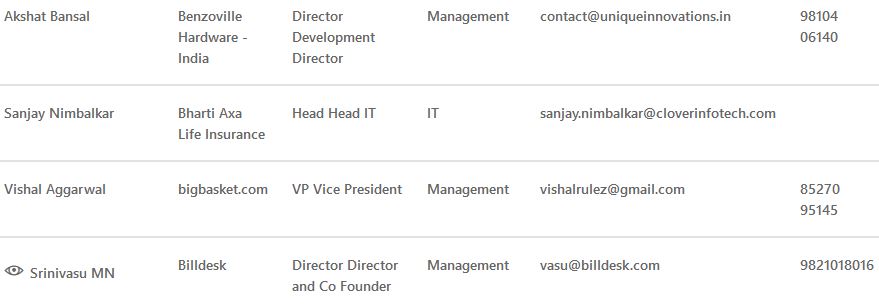 Akshat Bansal Benzoville Director Management contact@uniqueinnovations.in 98104
Hardware - Development 06140
India Director
Sanjay Nimbalkar Bharti Axa Head Head IT IT sanjay.nimbalkar@cloverinfotech.com
Life Insurance
Vishal Aggarwal bigbasket.com VP Vice President Management vishalrulez@gmail.com 85270
95145
Srinivasu MN Billdesk Director Director Management vasu@billdesk.com 9821018016
and Co Founder